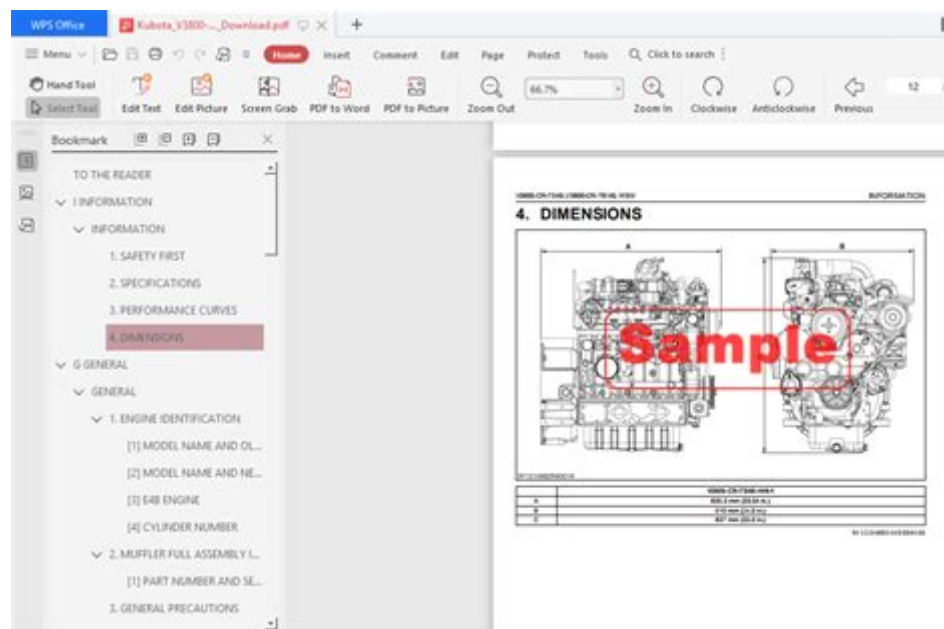 WPS Office
Kubota_V3800-..._Download.pdf
Menu
Home
Insert
Comment
Edit
Page
Protect
Tools
Click to search
Hand Tool
Select Tool
Edit Text
Edit Picture
Screen Grab
PDF to Word
PDF to Picture
Zoom Out
66.7%
Zoom In
Clockwise
Anticlockwise
Previous
12
Bookmark
TO THE READER
I INFORMATION
INFORMATION
1. SAFETY FIRST
2. SPECIFICATIONS
3. PERFORMANCE CURVES
4. DIMENSIONS
G GENERAL
GENERAL
1. ENGINE IDENTIFICATION
[1] MODEL NAME AND OL...
[2] MODEL NAME AND NE...
[3] E4B ENGINE
[4] CYLINDER NUMBER
2. MUFFLER FULL ASSEMBLY I...
[1] PART NUMBER AND SE...
3. GENERAL PRECAUTIONS
INFORMATION
4. DIMENSIONS
A
B
Sample
A
B
C